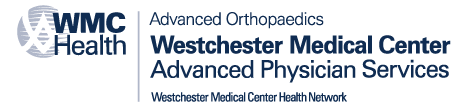 WMC
Health
Advanced Orthopaedics
Westchester Medical Center
Advanced Physician Services
Westchester Medical Center Health Network